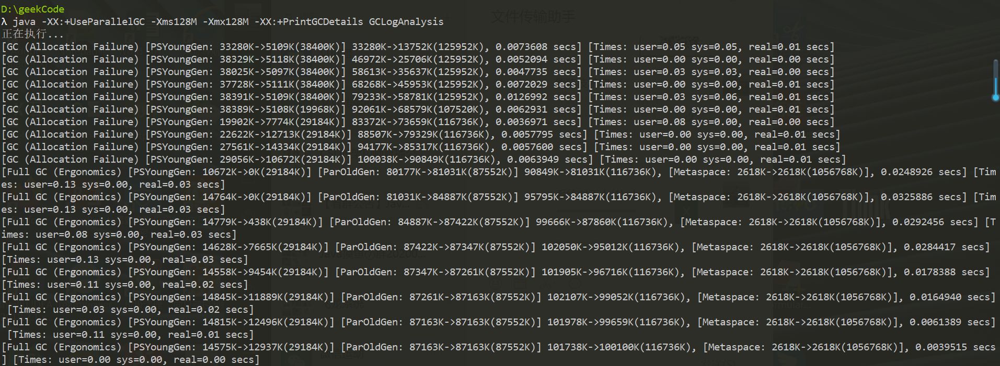 D:\geekCode
λ java -XX:+UseParallelGC -Xms128M -Xmx128M -XX:+PrintGCDetails GCLogAnalysis
正在执行...
[GC (Allocation Failure) [PSYoungGen: 33280K->5109K(38400K)] 33280K->13752K(125952K), 0.0073608 secs] [Times: user=0.05 sys=0.05, real=0.01 secs]
[GC (Allocation Failure) [PSYoungGen: 38329K->5118K(38400K)] 46972K->25706K(125952K), 0.0052094 secs] [Times: user=0.00 sys=0.00, real=0.00 secs]
[GC (Allocation Failure) [PSYoungGen: 38025K->5097K(38400K)] 58613K->35637K(125952K), 0.0047735 secs] [Times: user=0.03 sys=0.03, real=0.00 secs]
[GC (Allocation Failure) [PSYoungGen: 37728K->5111K(38400K)] 68268K->45953K(125952K), 0.0072029 secs] [Times: user=0.00 sys=0.00, real=0.01 secs]
[GC (Allocation Failure) [PSYoungGen: 38391K->5109K(38400K)] 79233K->58781K(125952K), 0.0126992 secs] [Times: user=0.03 sys=0.06, real=0.01 secs]
[GC (Allocation Failure) [PSYoungGen: 38389K->5108K(19968K)] 92061K->68579K(107520K), 0.0062931 secs] [Times: user=0.00 sys=0.00, real=0.01 secs]
[GC (Allocation Failure) [PSYoungGen: 19902K->7774K(29184K)] 83372K->73659K(116736K), 0.0036971 secs] [Times: user=0.08 sys=0.00, real=0.00 secs]
[GC (Allocation Failure) [PSYoungGen: 22622K->12713K(29184K)] 88507K->79329K(116736K), 0.0057795 secs] [Times: user=0.00 sys=0.00, real=0.01 secs]
[GC (Allocation Failure) [PSYoungGen: 27561K->14334K(29184K)] 94177K->85317K(116736K), 0.0057600 secs] [Times: user=0.00 sys=0.00, real=0.01 secs]
[GC (Allocation Failure) [PSYoungGen: 29056K->10672K(29184K)] 100038K->90849K(116736K), 0.0063949 secs] [Times: user=0.00 sys=0.00, real=0.01 secs]
[Full GC (Ergonomics) [PSYoungGen: 10672K->0K(29184K)] [ParOldGen: 80177K->81031K(87552K)] 90849K->81031K(116736K), [Metaspace: 2618K->2618K(1056768K)], 0.0248926 secs] [Tim
es: user=0.13 sys=0.00, real=0.03 secs]
[Full GC (Ergonomics) [PSYoungGen: 14764K->0K(29184K)] [ParOldGen: 81031K->84887K(87552K)] 95795K->84887K(116736K), [Metaspace: 2618K->2618K(1056768K)], 0.0325886 secs] [Tim
es: user=0.13 sys=0.00, real=0.03 secs]
[Full GC (Ergonomics) [PSYoungGen: 14779K->438K(29184K)] [ParOldGen: 84887K->87422K(87552K)] 99666K->87860K(116736K), [Metaspace: 2618K->2618K(1056768K)], 0.0292456 secs] [T
imes: user=0.08 sys=0.00, real=0.03 secs]
[Full GC (Ergonomics) [PSYoungGen: 14628K->7665K(29184K)] [ParOldGen: 87422K->87347K(87552K)] 102050K->95012K(116736K), [Metaspace: 2618K->2618K(1056768K)], 0.0284417 secs]
[Times: user=0.13 sys=0.00, real=0.03 secs]
[Full GC (Ergonomics) [PSYoungGen: 14558K->9454K(29184K)] [ParOldGen: 87347K->87261K(87552K)] 101905K->96716K(116736K), [Metaspace: 2618K->2618K(1056768K)], 0.0178388 secs]
[Times: user=0.11 sys=0.00, real=0.02 secs]
[Full GC (Ergonomics) [PSYoungGen: 14845K->11889K(29184K)] [ParOldGen: 87261K->87163K(87552K)] 102107K->99052K(116736K), [Metaspace: 2618K->2618K(1056768K)], 0.0164940 secs]
[Times: user=0.03 sys=0.00, real=0.02 secs]
[Full GC (Ergonomics) [PSYoungGen: 14815K->12496K(29184K)] [ParOldGen: 87163K->87163K(87552K)] 101978K->99659K(116736K), [Metaspace: 2618K->2618K(1056768K)], 0.0061389 secs]
[Times: user=0.11 sys=0.00, real=0.01 secs]
[Full GC (Ergonomics) [PSYoungGen: 14575K->12937K(29184K)] [ParOldGen: 87163K->87163K(87552K)] 101738K->100100K(116736K), [Metaspace: 2618K->2618K(1056768K)], 0.0039515 secs
] [Times: user=0.00 sys=0.00, real=0.00 secs]
文件传输助手